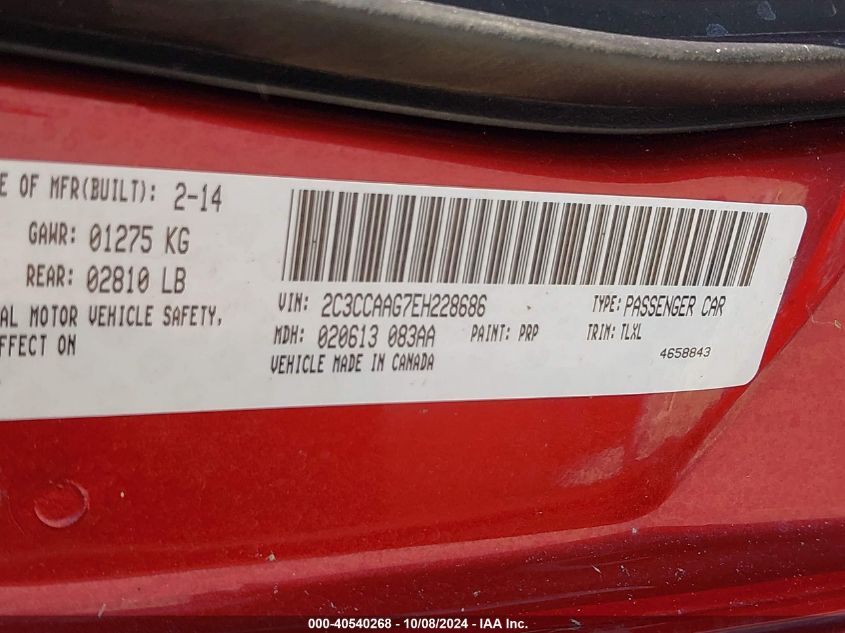 E OF MFR(BUILT): 2-14
GAWR: 01275 KG
REAR: 02810 LB
AL MOTOR VEHICLE SAFETY,
FFECT ON
VIN: 2C3CCAAG7EH228686 TYPE: PASSENGER CAR
MDH: 020613 083AA PAINT: PRP TRIM: TLXL
VEHICLE MADE IN CANADA 4658843
000-40540268 - 10/08/2024 - IAA Inc.